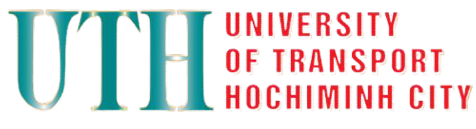 UTH
UNIVERSITY
OF TRANSPORT
HOCHIMINH CITY